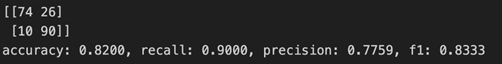 [[74 26]
 [10 90]]
accuracy: 0.8200, recall: 0.9000, precision: 0.7759, f1: 0.8333